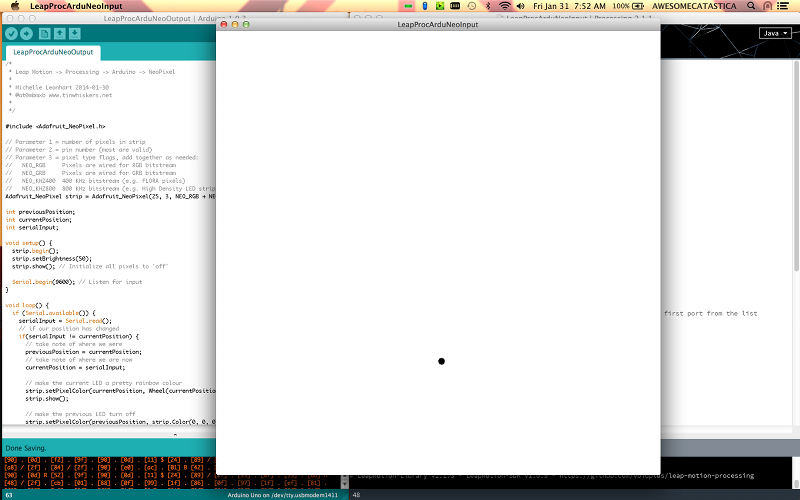 LeapProcArduNeoInput
Fri Jan 31 7:52 AM 100% AWESOMECATASTICA
LeapProcArduNeoOutput | Arduino 1.0.3
LeapProcArduNeoInput
LeapProcArduNeoInput | Processing 2.1.1
LeapProcArduNeoOutput
Java
/*
* Leap Motion -> Processing -> Arduino -> NeoPixel
*
* Michelle Leonhart 2014-01-30
* @at0mbxmb www.tinwhiskers.net
*
*/
#include <Adafruit_NeoPixel.h>
// Parameter 1 = number of pixels in strip
// Parameter 2 = pin number (most are valid)
// Parameter 3 = pixel type flags, add together as needed:
// NEO_RGB Pixels are wired for RGB bitstream
// NEO_GRB Pixels are wired for GRB bitstream
// NEO_KHZ400 400 KHz bitstream (e.g. FLORA pixels)
// NEO_KHZ800 800 KHz bitstream (e.g. High Density LED strip
Adafruit_NeoPixel strip = Adafruit_NeoPixel(25, 3, NEO_RGB + NE
int previousPosition;
int currentPosition;
int serialInput;
void setup() {
strip.begin();
strip.setBrightness(50);
strip.show(); // Initialize all pixels to 'off'
Serial.begin(9600); // Listen for input
}
void loop() {
if (Serial.available()) {
serialInput = Serial.read();
first port from the list
// if our position has changed
if(serialInput != currentPosition) {
// take note of where we were
previousPosition = currentPosition;
// take note of where we are now
currentPosition = serialInput;
// make the current LED a pretty rainbow colour
strip.setPixelColor(currentPosition, Wheel(currentPosition
strip.show();
// make the previous LED turn off
strip.setPixelColor(previousPosition, strip.Color(0, 0, 0
Done Saving.
63
Arduino Uno on /dev/tty.usbmodem1411
48